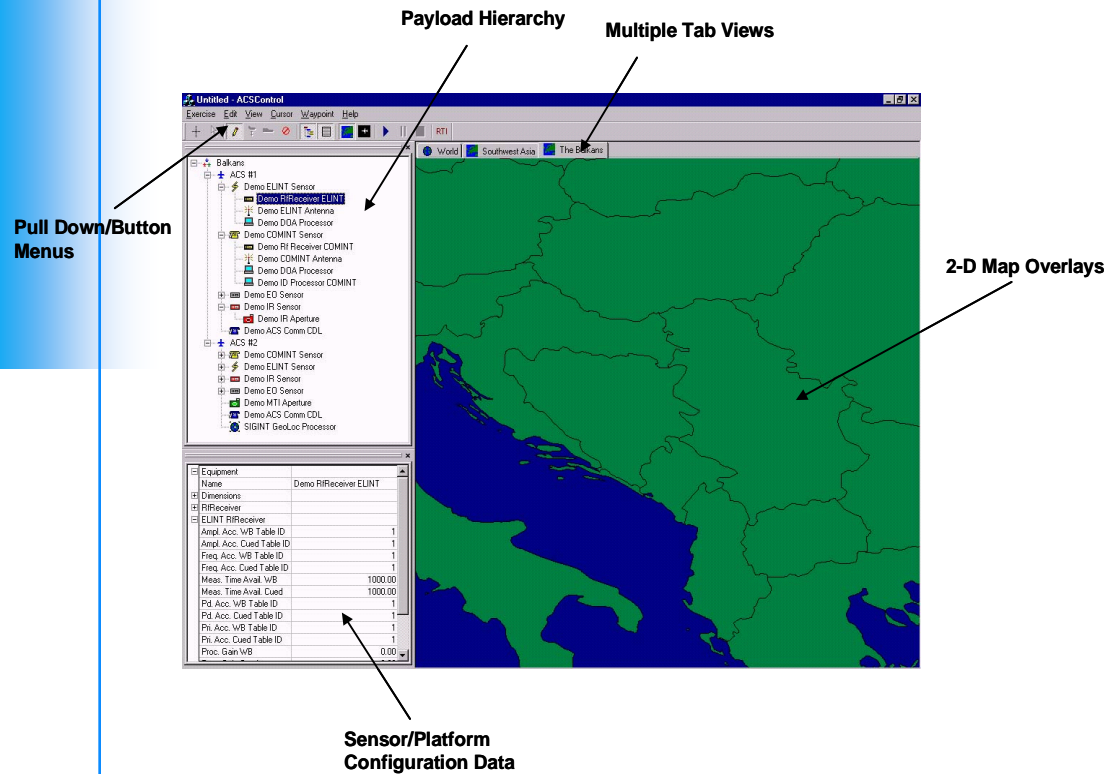 Payload Hierarchy
Multiple Tab Views
Untitled - ACSControl
Exercise Edit View Cursor Waypoint Help
RTI
World Southwest Asia The Balkans
Balkans
ACS #1
Demo ELINT Sensor
Demo RfReceiver ELINT
Demo ELINT Antenna
Demo DOA Processor
Demo COMINT Sensor
Demo Rf Receiver COMINT
Demo COMINT Antenna
Demo DOA Processor
Demo ID Processor COMINT
Demo EO Sensor
Demo IR Sensor
Demo IR Aperture
Demo ACS Comm CDL
ACS #2
Demo COMINT Sensor
Demo ELINT Sensor
Demo IR Sensor
Demo EO Sensor
Demo MTI Aperture
Demo ACS Comm CDL
SIGINT GeoLoc Processor
Pull Down/Button
Menus
2-D Map Overlays
Equipment
Name Demo RfReceiver ELINT
Dimensions
RfReceiver
ELINT RfReceiver
Ampl. Acc. WB Table ID 1
Ampl. Acc. Cued Table ID 1
Freq. Acc. WB Table ID 1
Freq. Acc. Cued Table ID 1
Meas. Time Avail. WB 1000.00
Meas. Time Avail. Cued 1000.00
Pd. Acc. WB Table ID 1
Pd. Acc. Cued Table ID 1
Pri. Acc. WB Table ID 1
Pri. Acc. Cued Table ID 1
Proc. Gain WB 0.00
Sensor/Platform
Configuration Data